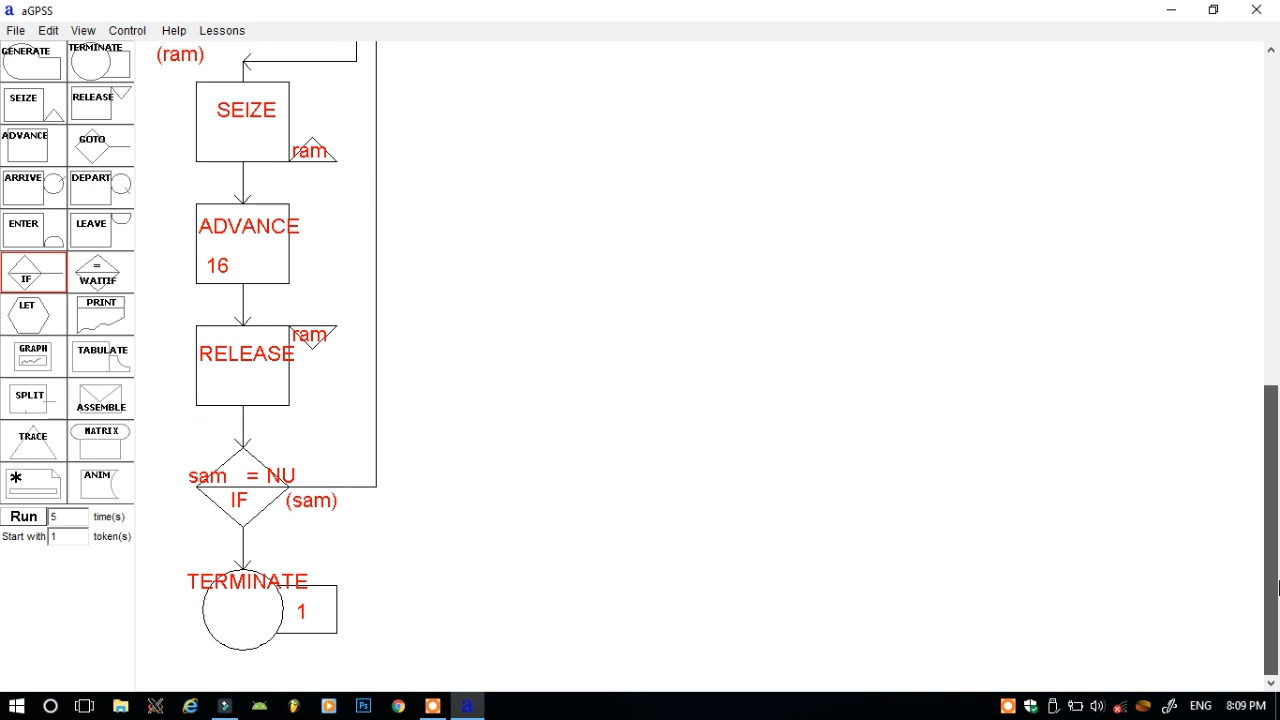 a aGPSS
File Edit View Control Help Lessons
GENERATE TERMINATE
SEIZE RELEASE
ADVANCE GOTO
ARRIVE DEPART
ENTER LEAVE
IF = WAITIF
LET PRINT
GRAPH TABULATE
SPLIT ASSEMBLE
TRACE MATRIX
* ANIM
Run 5 time(s)
Start with 1 token(s)
(ram)
SEIZE
ram
ADVANCE
16
ram
RELEASE
sam = NU
IF (sam)
TERMINATE
1
e Ps a ENG 8:09 PM